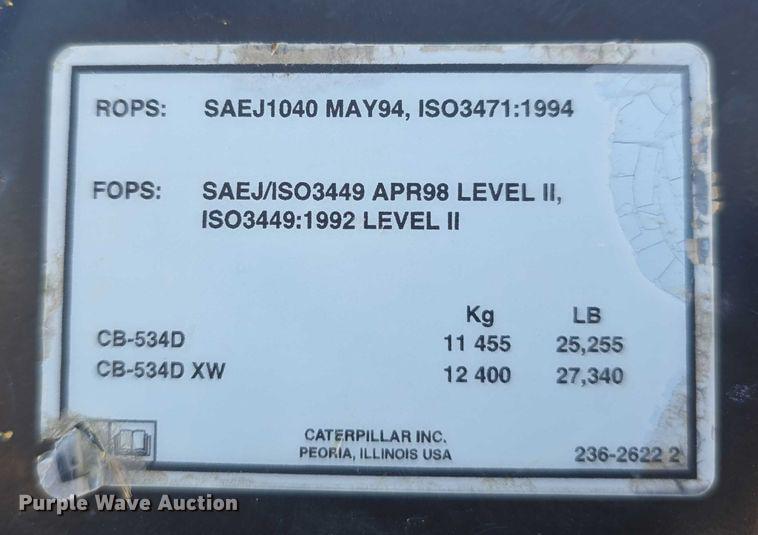 ROPS: SAEJ1040 MAY94, ISO3471:1994
FOPS: SAEJ/ISO3449 APR98 LEVEL II,
ISO3449:1992 LEVEL II
Kg LB
CB-534D 11 455 25,255
CB-534D XW 12 400 27,340
CATERPILLAR INC.
PEORIA, ILLINOIS USA
236-2622 2
Purple Wave Auction